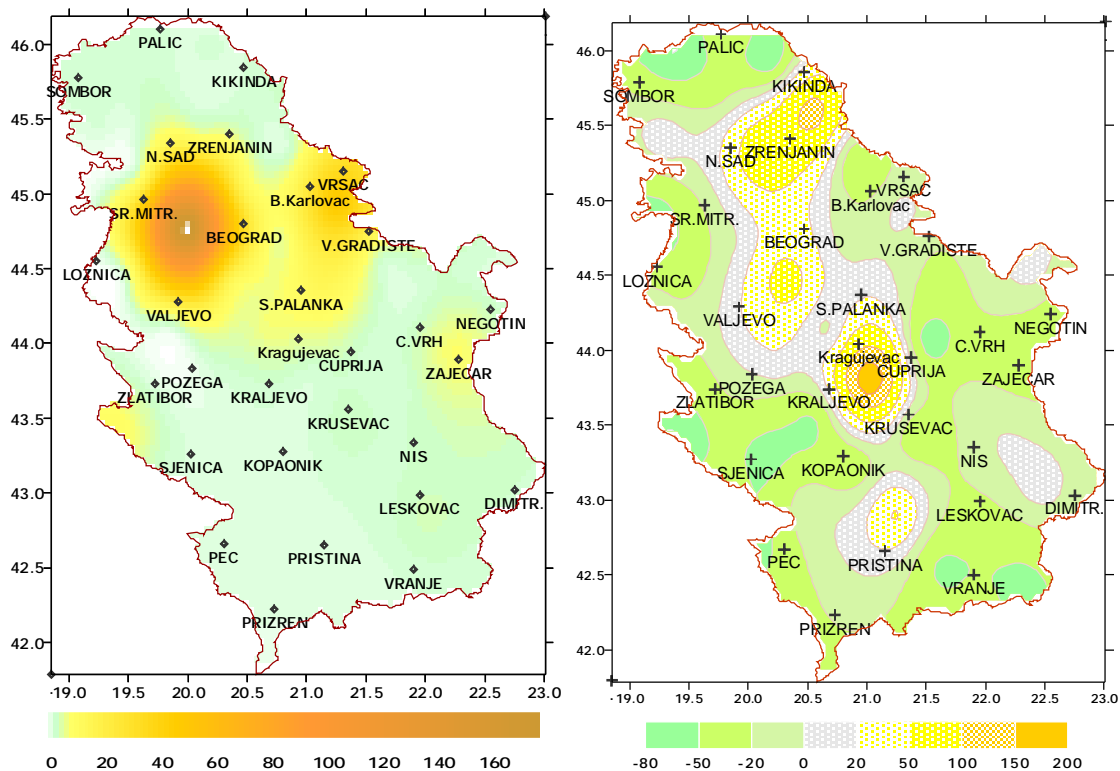 46.0
PALIC
KIKINDA
SOMBOR
45.5
ZRENJANIN
N.SAD
VRSAC
B.Karlovac
45.0
SR.MITR.
BEOGRAD
V.GRADISTE
44.5
LOZNICA
S.PALANKA
VALJEVO
NEGOTIN
C.VRH
44.0
Kragujevac
CUPRIJA
ZAJECAR
POZEGA
ZLATIBOR
KRALJEVO
43.5
KRUSEVAC
NIS
SJENICA
KOPAONIK
43.0
LESKOVAC
DIMITR.
PEC
PRISTINA
42.5
VRANJE
PRIZREN
42.0
19.0 19.5 20.0 20.5 21.0 21.5 22.0 22.5 23.0
0 20 40 60 80 100 120 140 160
46.0
PALIC
KIKINDA
SOMBOR
45.5
N.SAD
ZRENJANIN
VRSAC
B.Karlovac
45.0
SR.MITR.
BEOGRAD
V.GRADISTE
44.5
LOZNICA
S.PALANKA
VALJEVO
NEGOTIN
C.VRH
44.0
Kragujevac
CUPRIJA
ZAJECAR
POZEGA
ZLATIBOR
KRALJEVO
43.5
KRUSEVAC
NIS
SJENICA
KOPAONIK
43.0
LESKOVAC
DIMITR.
PEC
PRISTINA
42.5
VRANJE
PRIZREN
42.0
19.0 19.5 20.0 20.5 21.0 21.5 22.0 22.5 23.0
-80 -50 -20 0 20 50 100 150 200